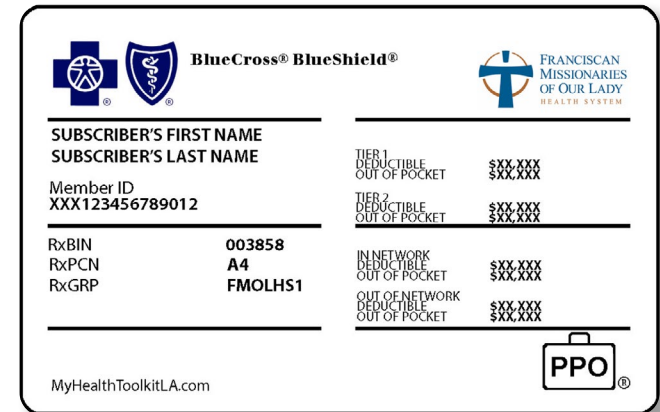 BlueCross® BlueShield®
® ®
FRANCISCAN
MISSIONARIES
OF OUR LADY
HEALTH SYSTEM
SUBSCRIBER'S FIRST NAME
SUBSCRIBER'S LAST NAME
Member ID
XXX123456789012
TIER 1
DEDUCTIBLE $XX,XXX
OUT OF POCKET $XX,XXX
TIER 2
DEDUCTIBLE $XX,XXX
OUT OF POCKET $XX,XXX
RxBIN 003858
RxPCN A4
RxGRP FMOLHS1
IN NETWORK
DEDUCTIBLE $XX,XXX
OUT OF POCKET $XX,XXX
OUT OF NETWORK
DEDUCTIBLE $XX,XXX
OUT OF POCKET $XX,XXX
MyHealthToolkitLA.com
PPO®